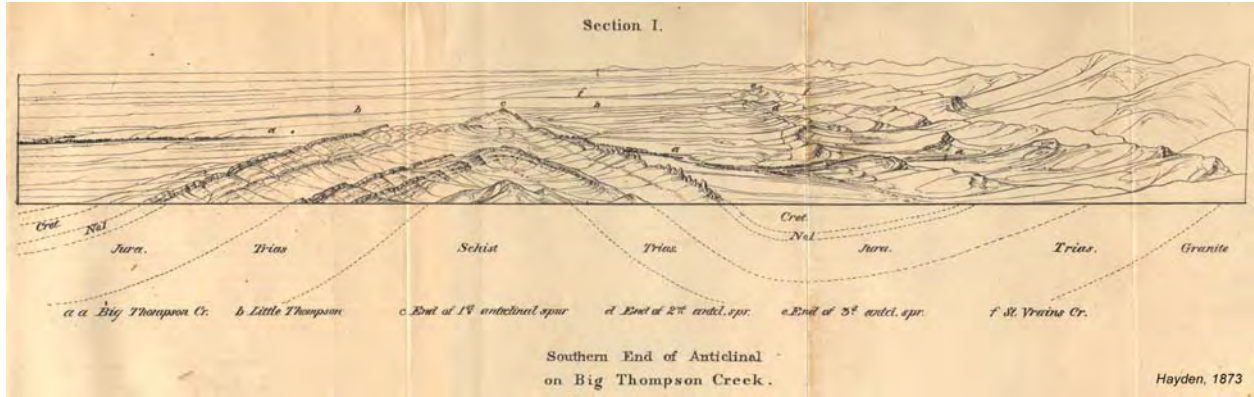 Section I.
f
b
b
c
e
d
a
a
a
Cret.
Nal.
Cret.
Nal.
Jura. Trias Schist Trias. Jura. Trias. Granite
a a Big Thompson Cr. b Little Thompson c End of 1st anticlinal spur d End of 2nd antcl. spr. e End of 3d antcl. spr. f St. Vrains Cr.
Southern End of Anticlinal
on Big Thompson Creek.
Hayden, 1873